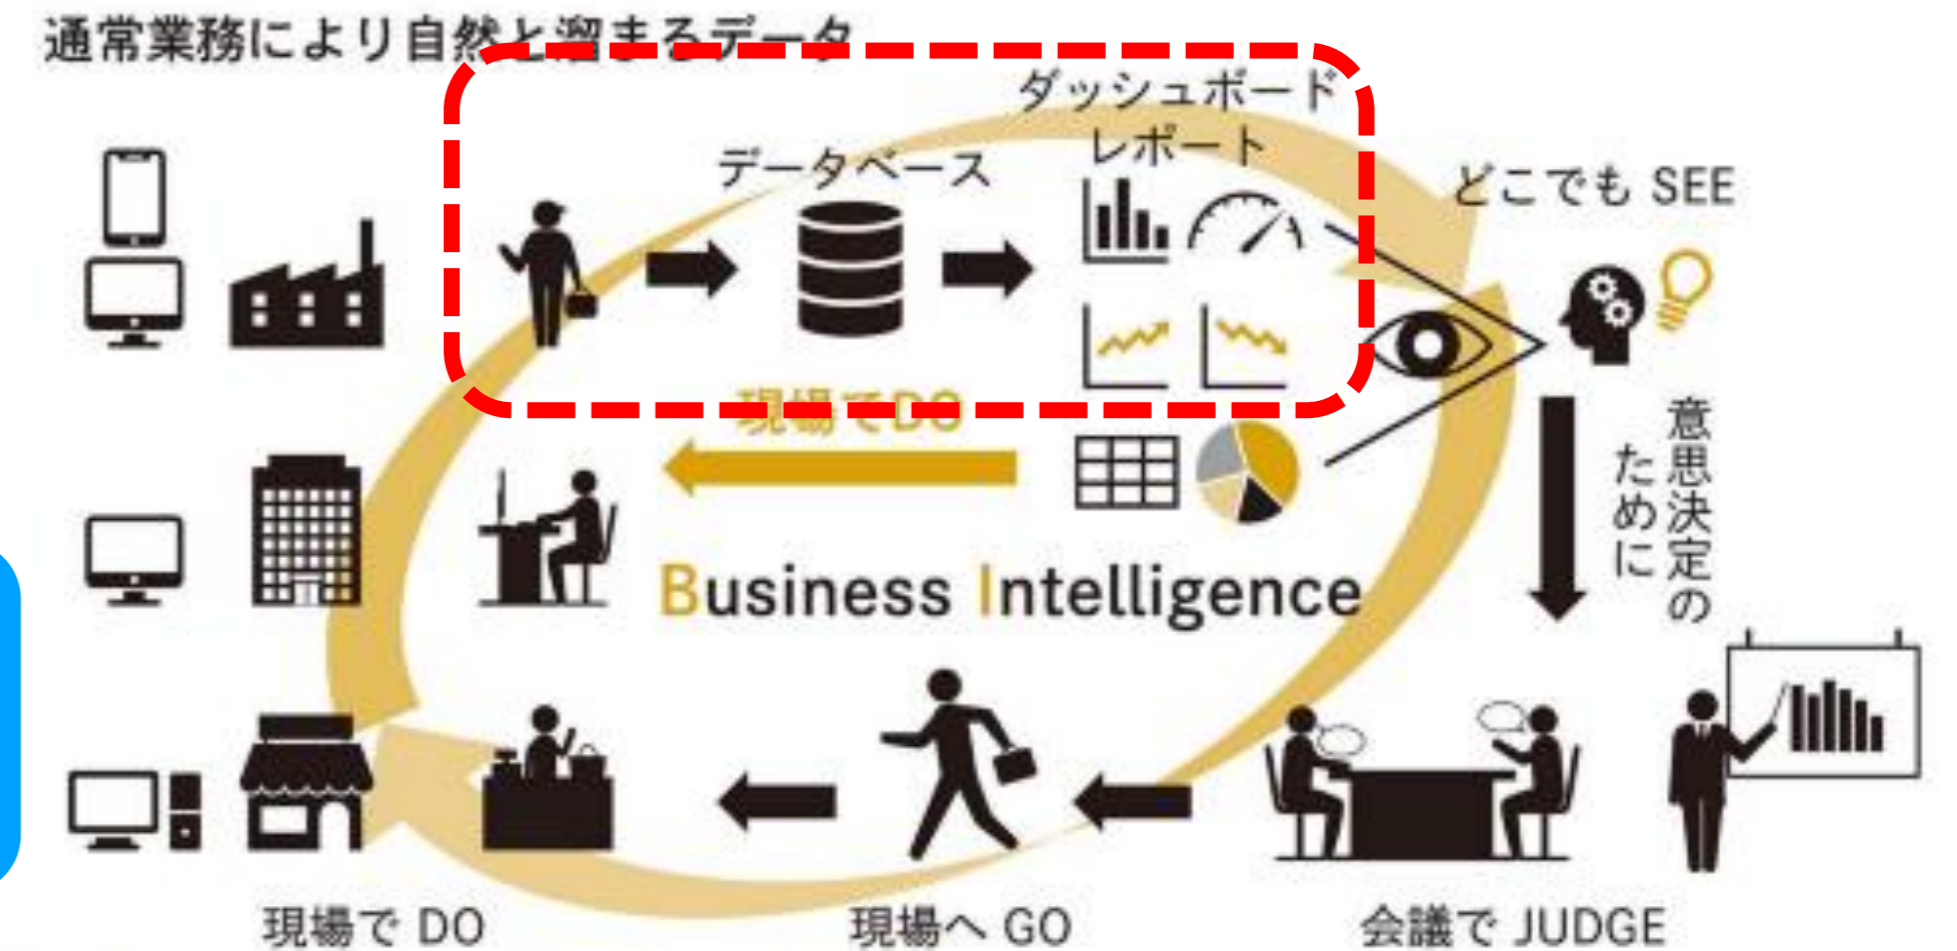 通常業務により自然と溜まるデータ
ダッシュボード
レポート
データベース
どこでも SEE
現場でDO
意思決定の
ために
Business Intelligence
現場で DO
現場へ GO
会議で JUDGE